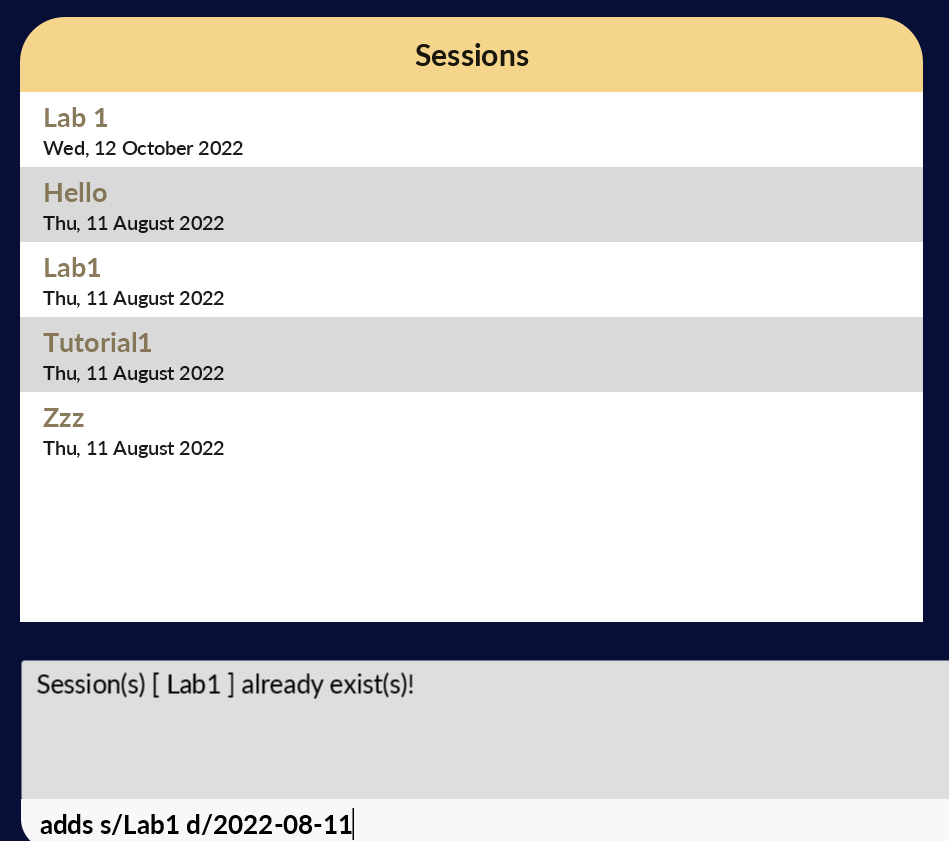 Sessions
Lab 1
Wed, 12 October 2022
Hello
Thu, 11 August 2022
Lab1
Thu, 11 August 2022
Tutorial1
Thu, 11 August 2022
Zzz
Thu, 11 August 2022
Session(s) [ Lab1 ] already exist(s)!
adds s/Lab1 d/2022-08-11